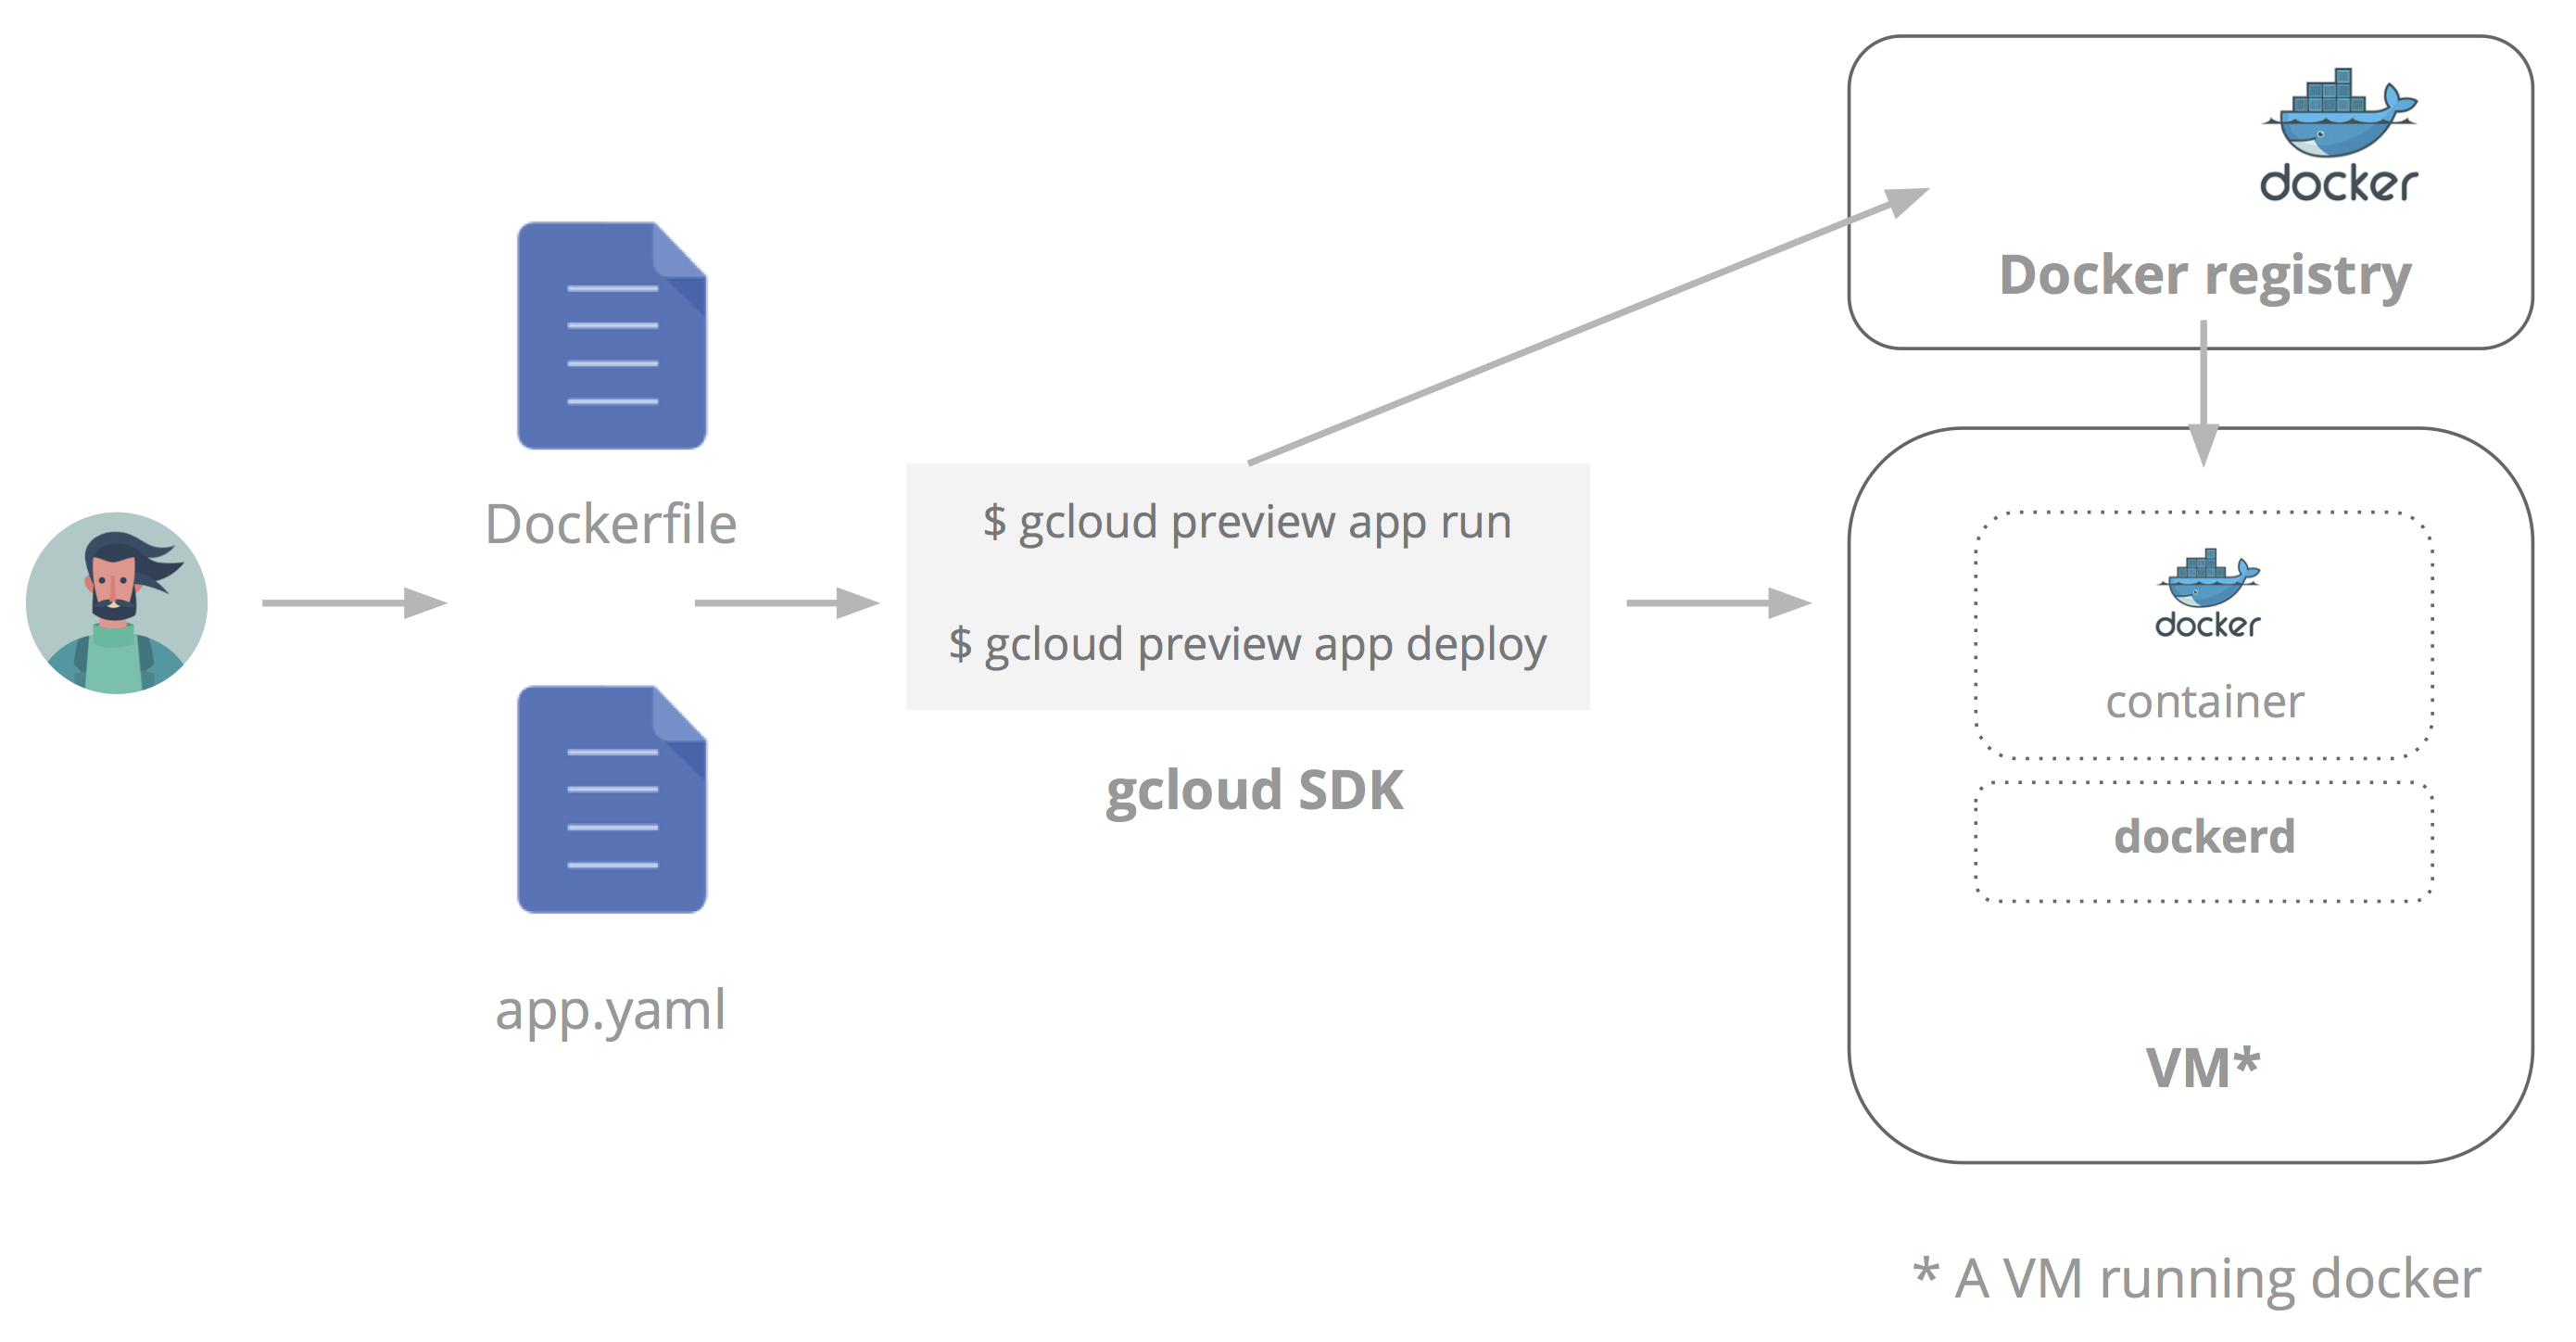 docker
Docker registry
Dockerfile
$ gcloud preview app run
$ gcloud preview app deploy
gcloud SDK
app.yaml
docker
container
dockerd
VM*
* A VM running docker